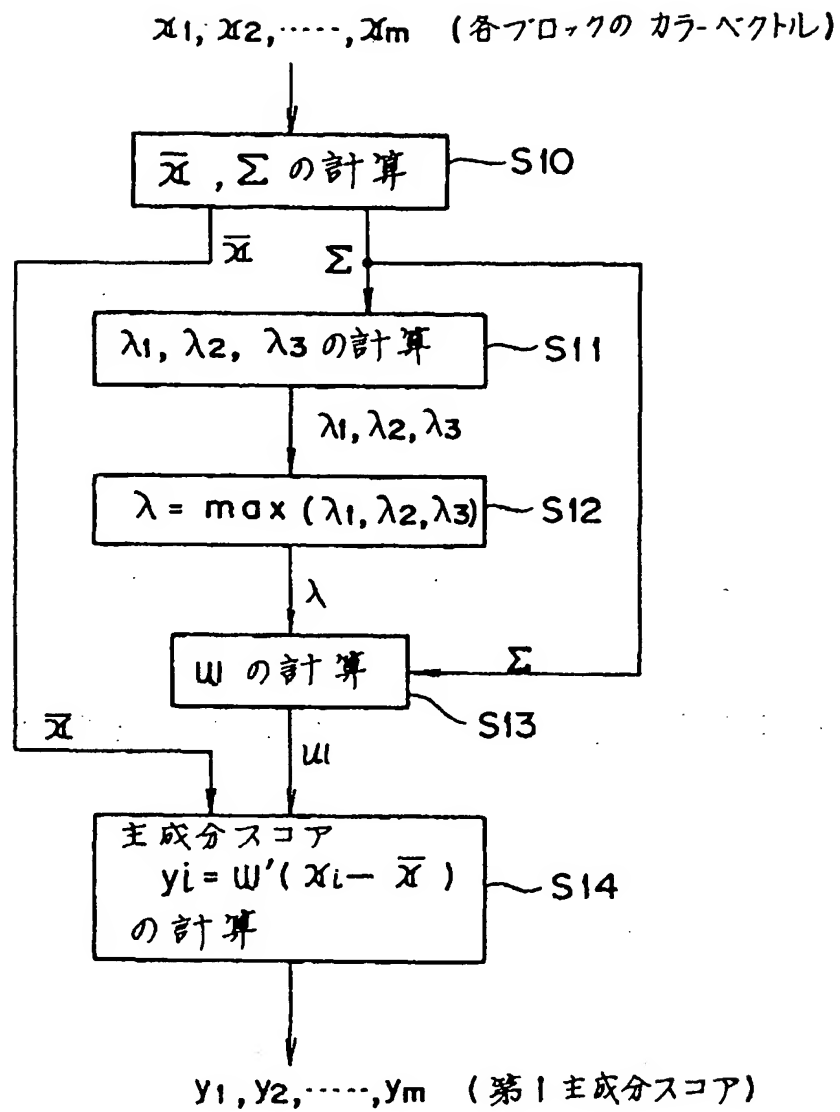 𝕩1, 𝕩2, ·····, 𝕩m (各ブロックの カラーベクトル)
𝕩̄ , Σ の計算
S10
𝕩̄
Σ
λ1, λ2, λ3 の計算
S11
λ1, λ2, λ3
λ = max (λ1, λ2, λ3)
S12
λ
𝕨 の計算
Σ
S13
𝕩̄
𝕨
主成分スコア
yi = 𝕨′( 𝕩i − 𝕩̄ )
の計算
S14
y1, y2, ·····, ym (第1主成分スコア)